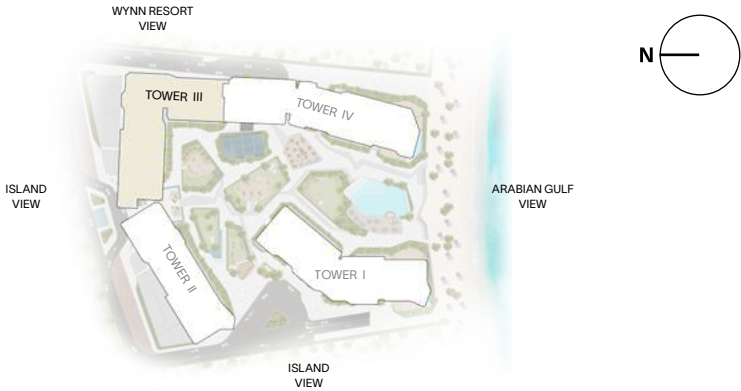 WYNN RESORT
VIEW
N
TOWER III
TOWER IV
ISLAND
VIEW
ARABIAN GULF
VIEW
TOWER II
TOWER I
ISLAND
VIEW